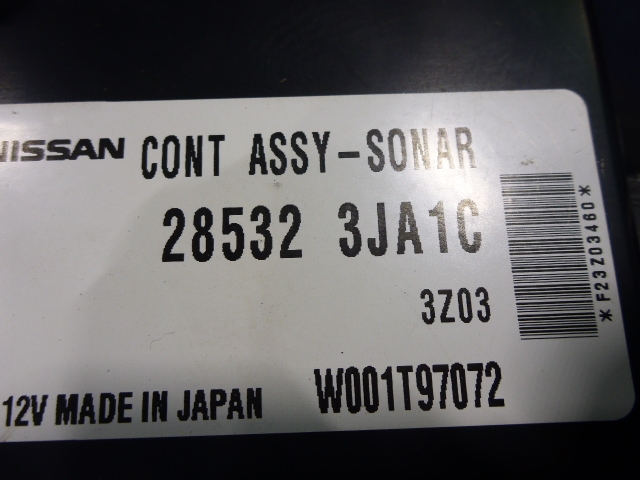 NISSAN CONT ASSY-SONAR
28532 3JA1C
3Z03
*F23Z03460*
12V MADE IN JAPAN W001T97072